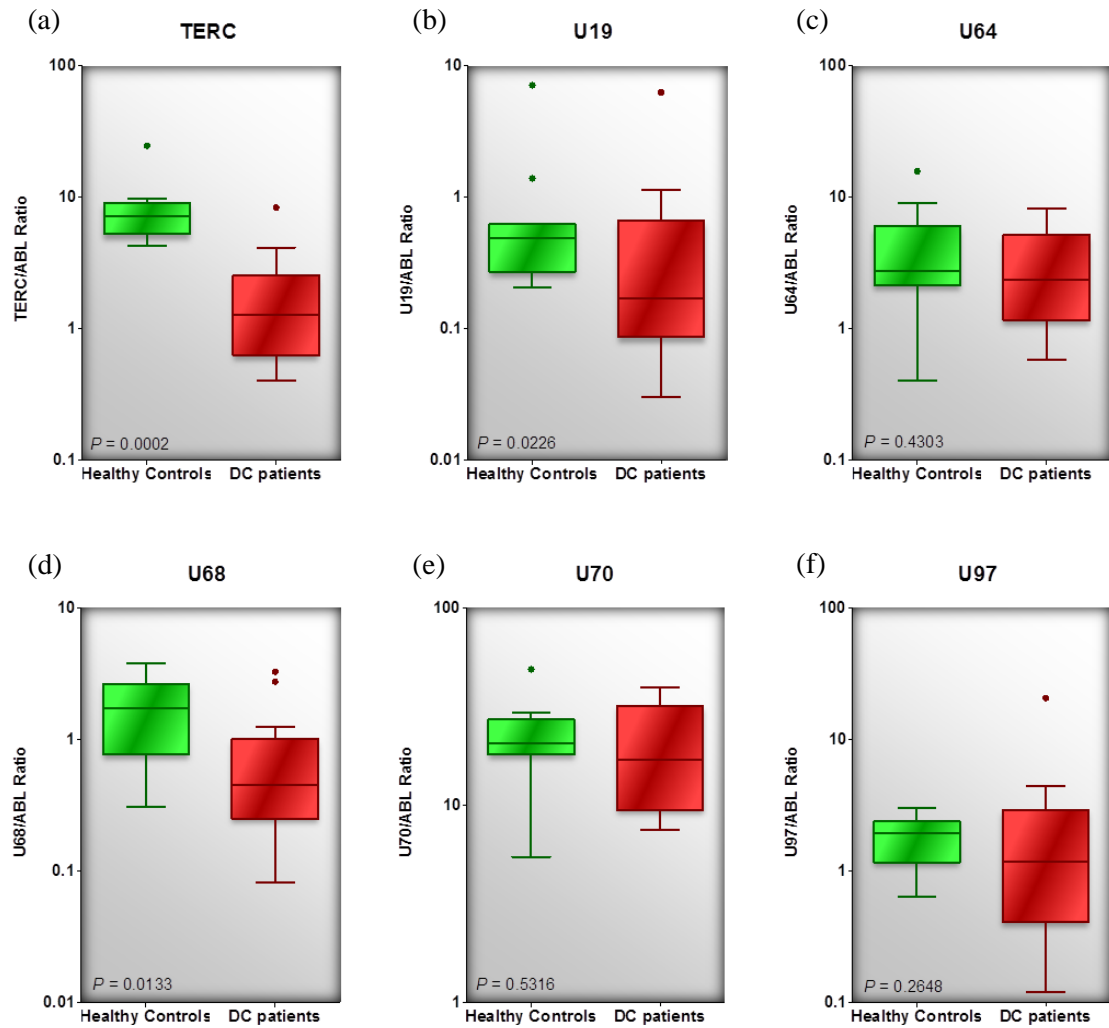 (a)
TERC
100
10
1
0.1
TERC/ABL Ratio
P = 0.0002
Healthy Controls
DC patients
(b)
U19
10
1
0.1
0.01
U19/ABL Ratio
P = 0.0226
Healthy Controls
DC patients
(c)
U64
100
10
1
0.1
U64/ABL Ratio
P = 0.4303
Healthy Controls
DC patients
(d)
U68
10
1
0.1
0.01
U68/ABL Ratio
P = 0.0133
Healthy Controls
DC patients
(e)
U70
100
10
1
U70/ABL Ratio
P = 0.5316
Healthy Controls
DC patients
(f)
U97
100
10
1
0.1
U97/ABL Ratio
P = 0.2648
Healthy Controls
DC patients